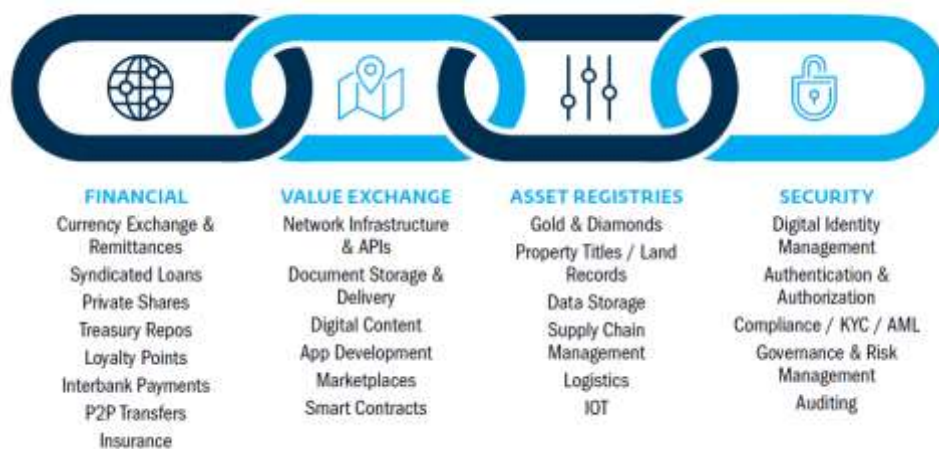 FINANCIAL
Currency Exchange &
Remittances
Syndicated Loans
Private Shares
Treasury Repos
Loyalty Points
Interbank Payments
P2P Transfers
Insurance
VALUE EXCHANGE
Network Infrastructure
& APIs
Document Storage &
Delivery
Digital Content
App Development
Marketplaces
Smart Contracts
ASSET REGISTRIES
Gold & Diamonds
Property Titles / Land
Records
Data Storage
Supply Chain
Management
Logistics
IOT
SECURITY
Digital Identity
Management
Authentication &
Authorization
Compliance / KYC / AML
Governance & Risk
Management
Auditing